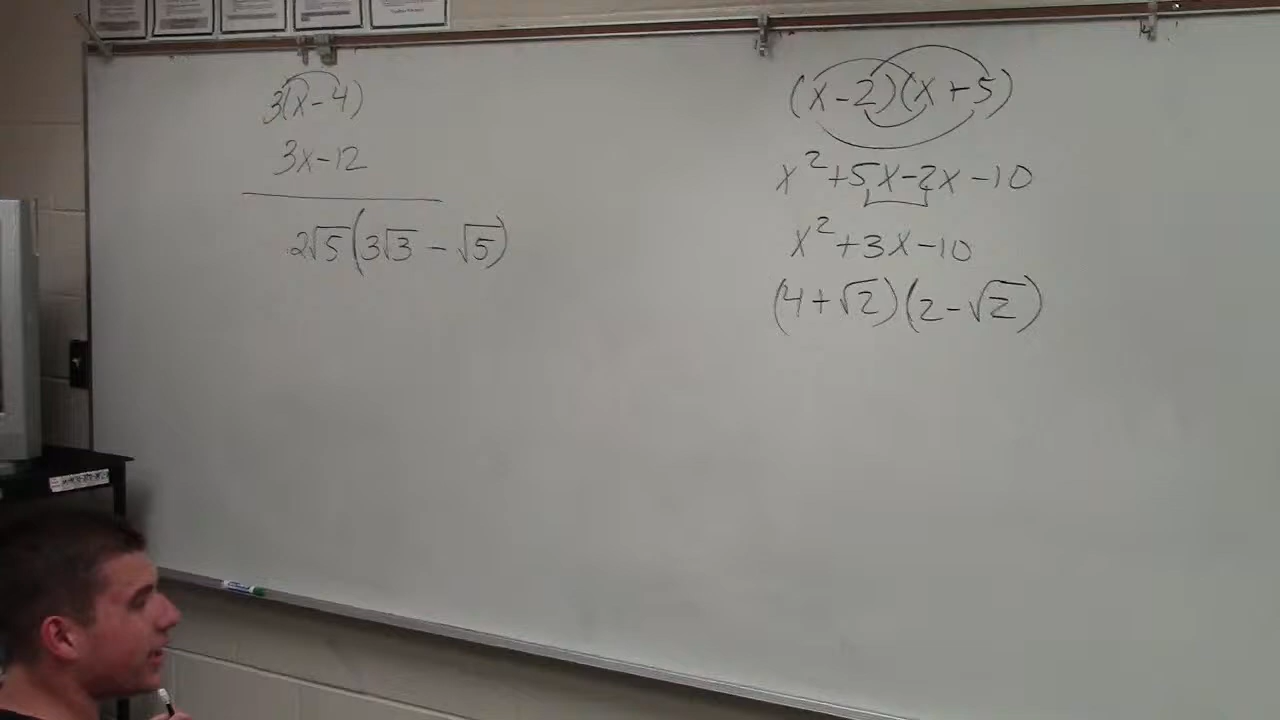 3(x-4)
3x-12
2√5(3√3 - √5)
(x-2)(x+5)
x²+5x-2x-10
x²+3x-10
(4+√2)(2-√2)